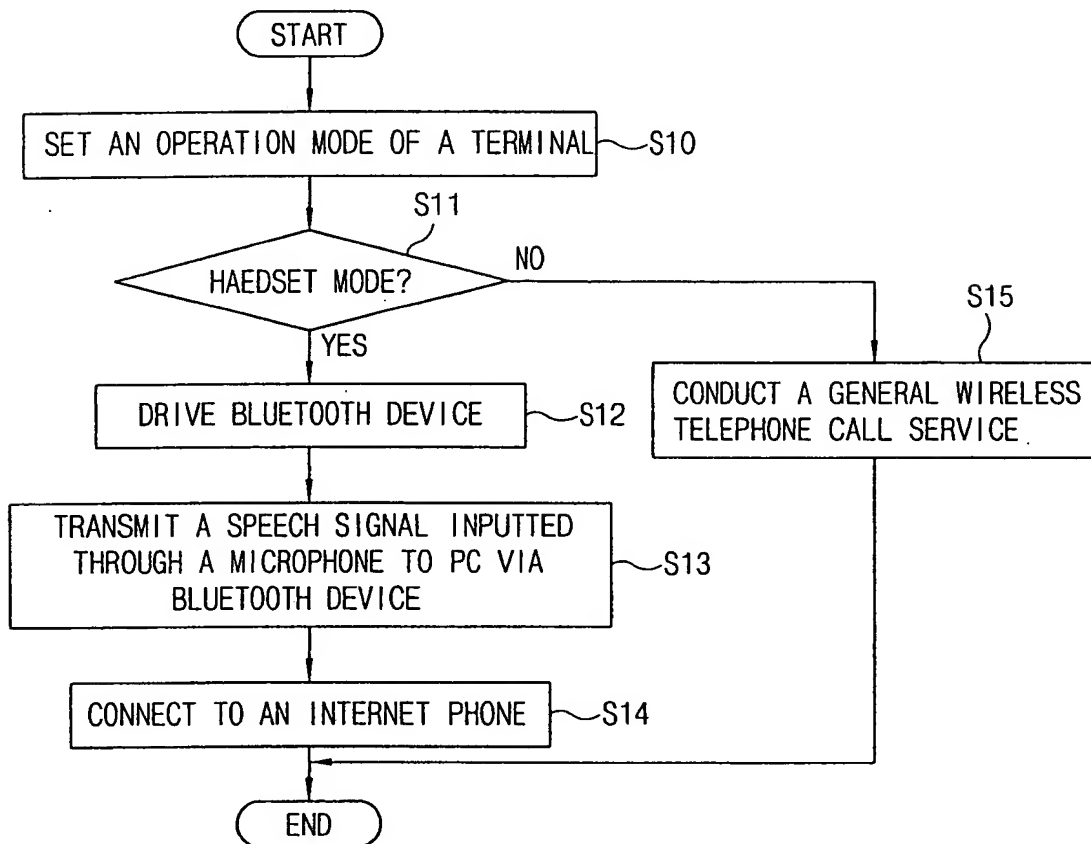 START
SET AN OPERATION MODE OF A TERMINAL
S10
S11
HAEDSET MODE?
NO
YES
S15
DRIVE BLUETOOTH DEVICE
S12
CONDUCT A GENERAL WIRELESS
TELEPHONE CALL SERVICE
TRANSMIT A SPEECH SIGNAL INPUTTED
THROUGH A MICROPHONE TO PC VIA
BLUETOOTH DEVICE
S13
CONNECT TO AN INTERNET PHONE
S14
END